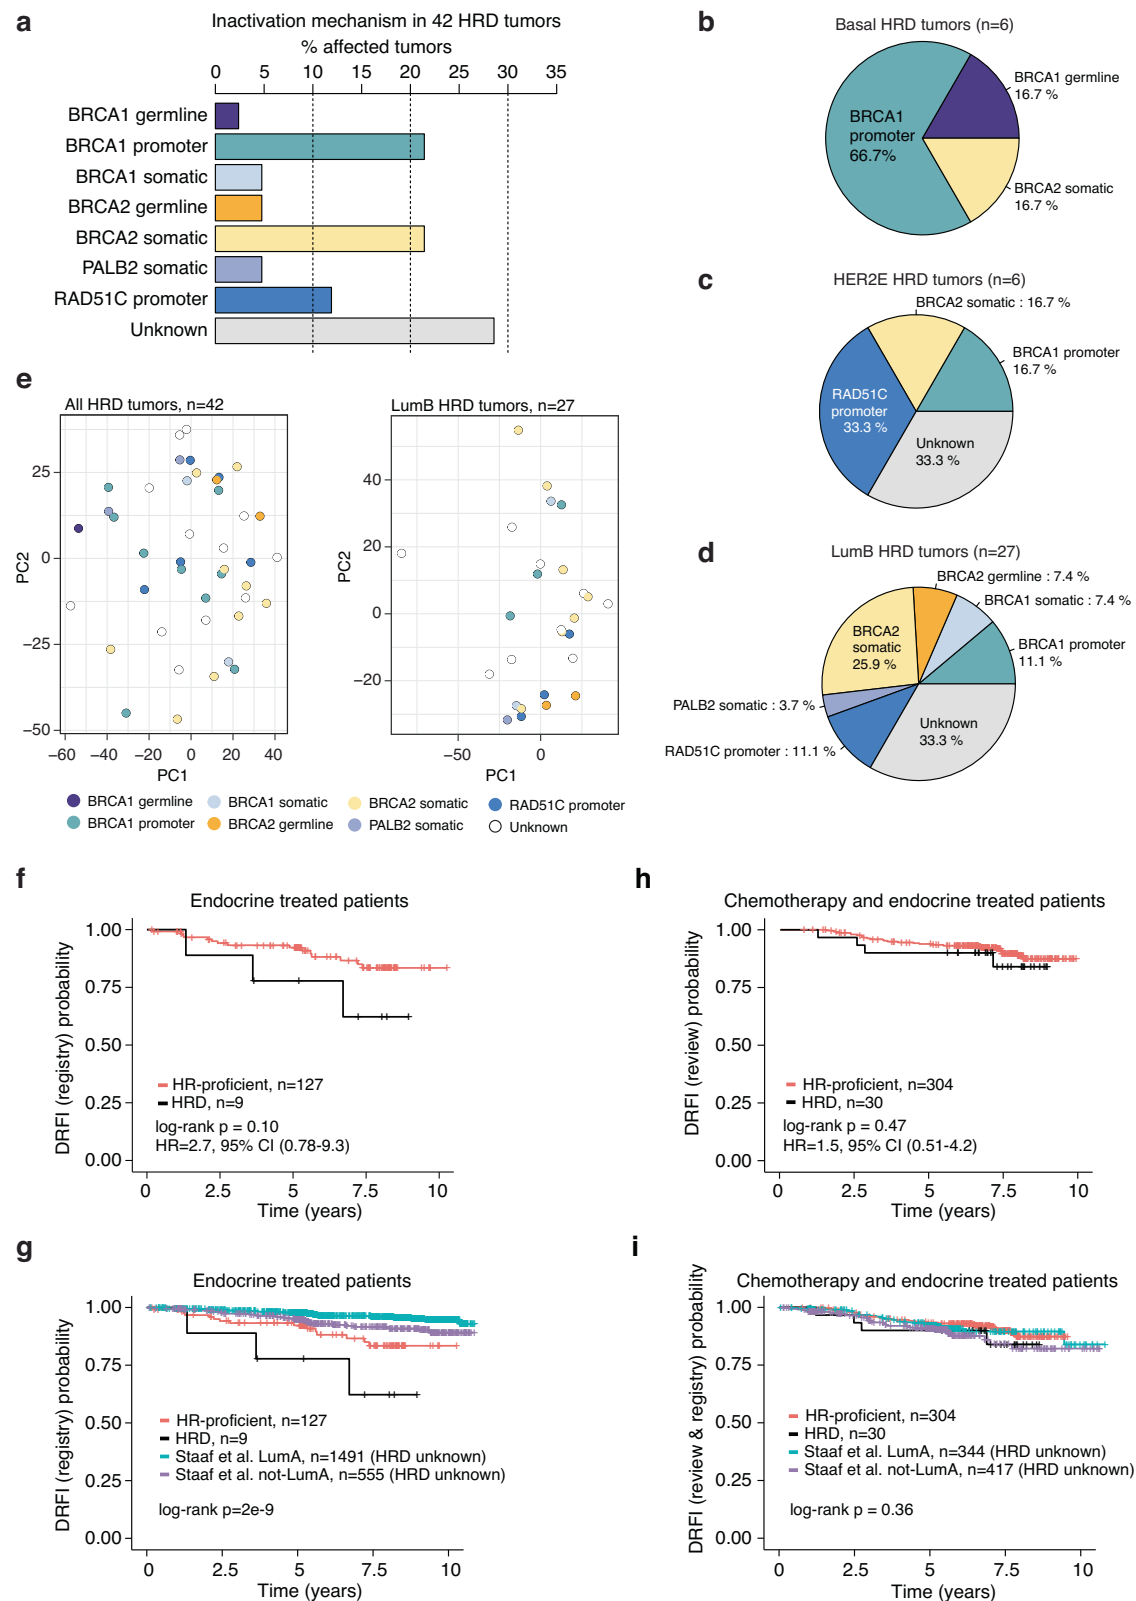 a
Inactivation mechanism in 42 HRD tumors
% affected tumors
0 5 10 15 20 25 30 35
BRCA1 germline
BRCA1 promoter
BRCA1 somatic
BRCA2 germline
BRCA2 somatic
PALB2 somatic
RAD51C promoter
Unknown
b
Basal HRD tumors (n=6)
BRCA1 germline
16.7 %
BRCA1
promoter
66.7%
BRCA2 somatic
16.7 %
c
HER2E HRD tumors (n=6)
BRCA2 somatic : 16.7 %
BRCA1 promoter
16.7 %
RAD51C
promoter
33.3 %
Unknown
33.3 %
d
LumB HRD tumors (n=27)
BRCA2 germline : 7.4 %
BRCA1 somatic : 7.4 %
BRCA2
somatic
25.9 %
BRCA1 promoter
11.1 %
PALB2 somatic : 3.7 %
Unknown
33.3 %
RAD51C promoter : 11.1 %
e
All HRD tumors, n=42
PC2
25
0
−25
−50
−60 −40 −20 0 20 40
PC1
LumB HRD tumors, n=27
PC2
40
20
0
−20
−50 0
PC1
BRCA1 germline
BRCA1 somatic
BRCA2 somatic
RAD51C promoter
BRCA1 promoter
BRCA2 germline
PALB2 somatic
Unknown
f
Endocrine treated patients
DRFI (registry) probability
1.00
0.75
0.50
0.25
0.00
HR-proficient, n=127
HRD, n=9
log-rank p = 0.10
HR=2.7, 95% CI (0.78-9.3)
0 2.5 5 7.5 10
Time (years)
h
Chemotherapy and endocrine treated patients
DRFI (review) probability
1.00
0.75
0.50
0.25
0.00
HR-proficient, n=304
HRD, n=30
log-rank p = 0.47
HR=1.5, 95% CI (0.51-4.2)
0 2.5 5 7.5 10
Time (years)
g
Endocrine treated patients
DRFI (registry) probability
1.00
0.75
0.50
0.25
0.00
HR-proficient, n=127
HRD, n=9
Staaf et al. LumA, n=1491 (HRD unknown)
Staaf et al. not-LumA, n=555 (HRD unknown)
log-rank p=2e-9
0 2.5 5 7.5 10
Time (years)
i
Chemotherapy and endocrine treated patients
DRFI (review & registry) probability
1.00
0.75
0.50
0.25
0.00
HR-proficient, n=304
HRD, n=30
Staaf et al. LumA, n=344 (HRD unknown)
Staaf et al. not-LumA, n=417 (HRD unknown)
log-rank p = 0.36
0 2.5 5 7.5 10
Time (years)